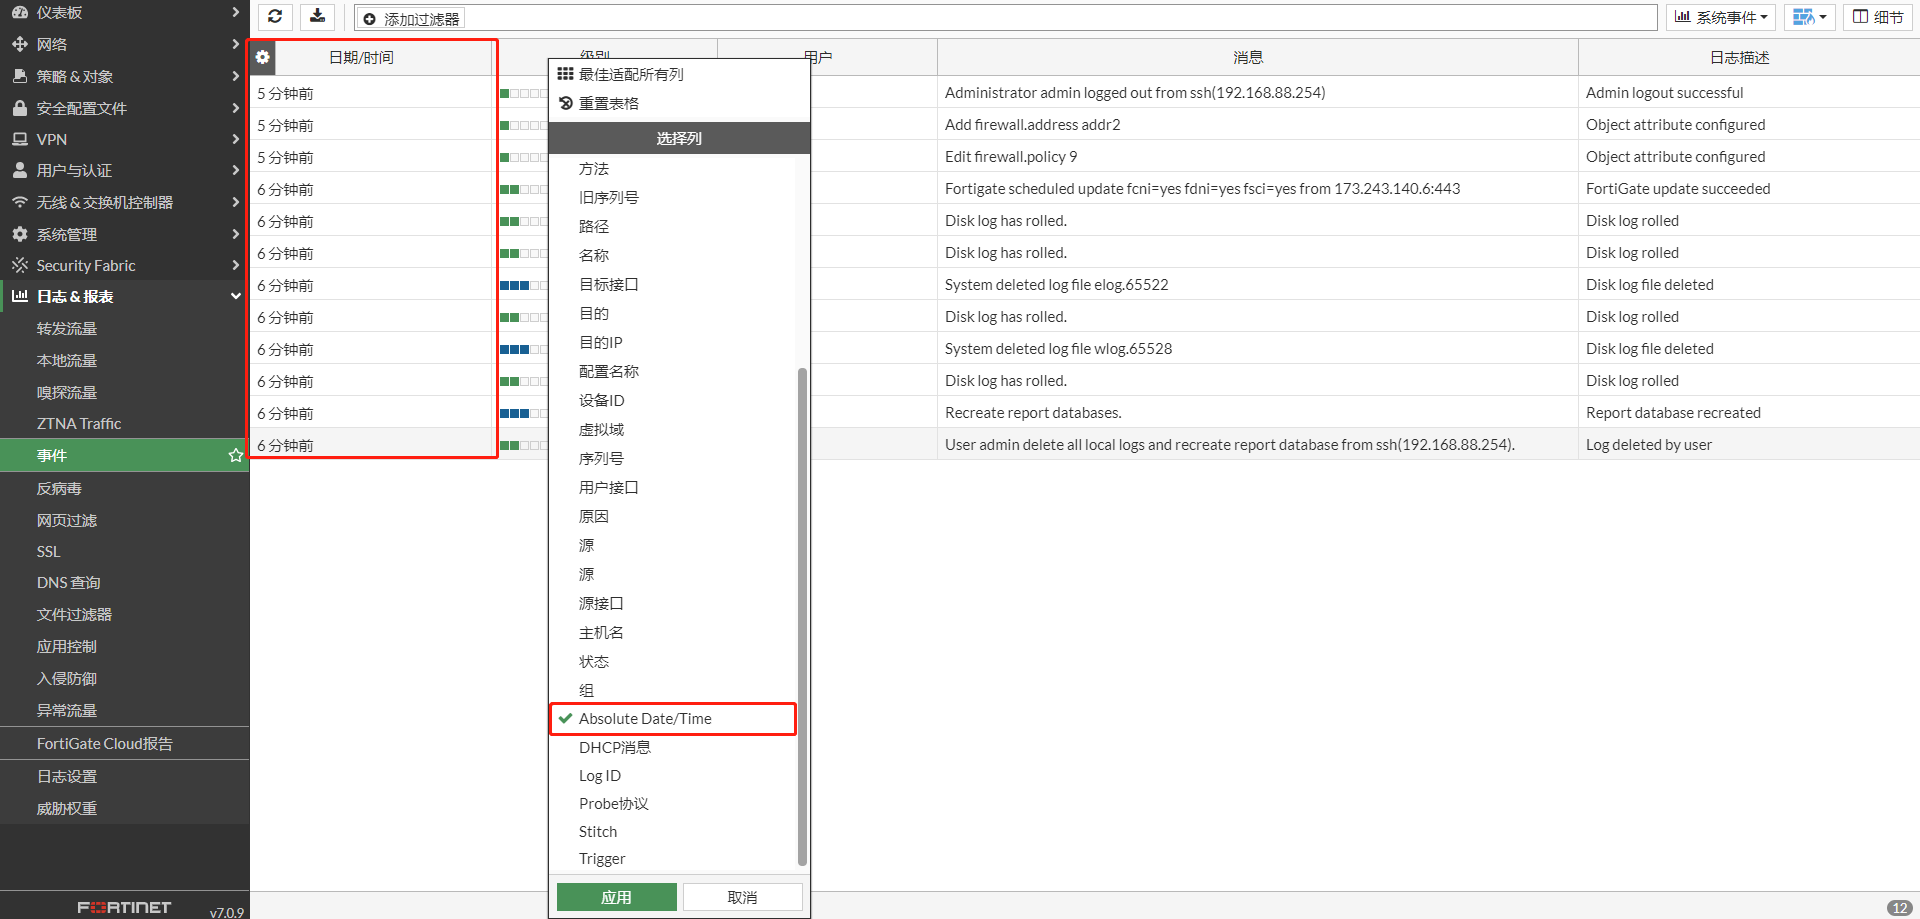 仪表板
网络
策略 & 对象
安全配置文件
VPN
用户与认证
无线 & 交换机控制器
系统管理
Security Fabric
日志 & 报表
转发流量
本地流量
嗅探流量
ZTNA Traffic
事件
反病毒
网页过滤
SSL
DNS 查询
文件过滤器
应用控制
入侵防御
异常流量
FortiGate Cloud报告
日志设置
威胁权重
FORTINET v7.0.9
添加过滤器 系统事件 细节
日期/时间 级别 用户 消息 日志描述
5 分钟前 Administrator admin logged out from ssh(192.168.88.254) Admin logout successful
5 分钟前 Add firewall.address addr2 Object attribute configured
5 分钟前 Edit firewall.policy 9 Object attribute configured
6 分钟前 Fortigate scheduled update fcni=yes fdni=yes fsci=yes from 173.243.140.6:443 FortiGate update succeeded
6 分钟前 Disk log has rolled. Disk log rolled
6 分钟前 Disk log has rolled. Disk log rolled
6 分钟前 System deleted log file elog.65522 Disk log file deleted
6 分钟前 Disk log has rolled. Disk log rolled
6 分钟前 System deleted log file wlog.65528 Disk log file deleted
6 分钟前 Disk log has rolled. Disk log rolled
6 分钟前 Recreate report databases. Report database recreated
6 分钟前 User admin delete all local logs and recreate report database from ssh(192.168.88.254). Log deleted by user
最佳适配所有列
重置表格
选择列
方法
旧序列号
路径
名称
目标接口
目的
目的IP
配置名称
设备ID
虚拟域
序列号
用户接口
原因
源
源
源接口
主机名
状态
组
Absolute Date/Time
DHCP消息
Log ID
Probe协议
Stitch
Trigger
应用 取消
12